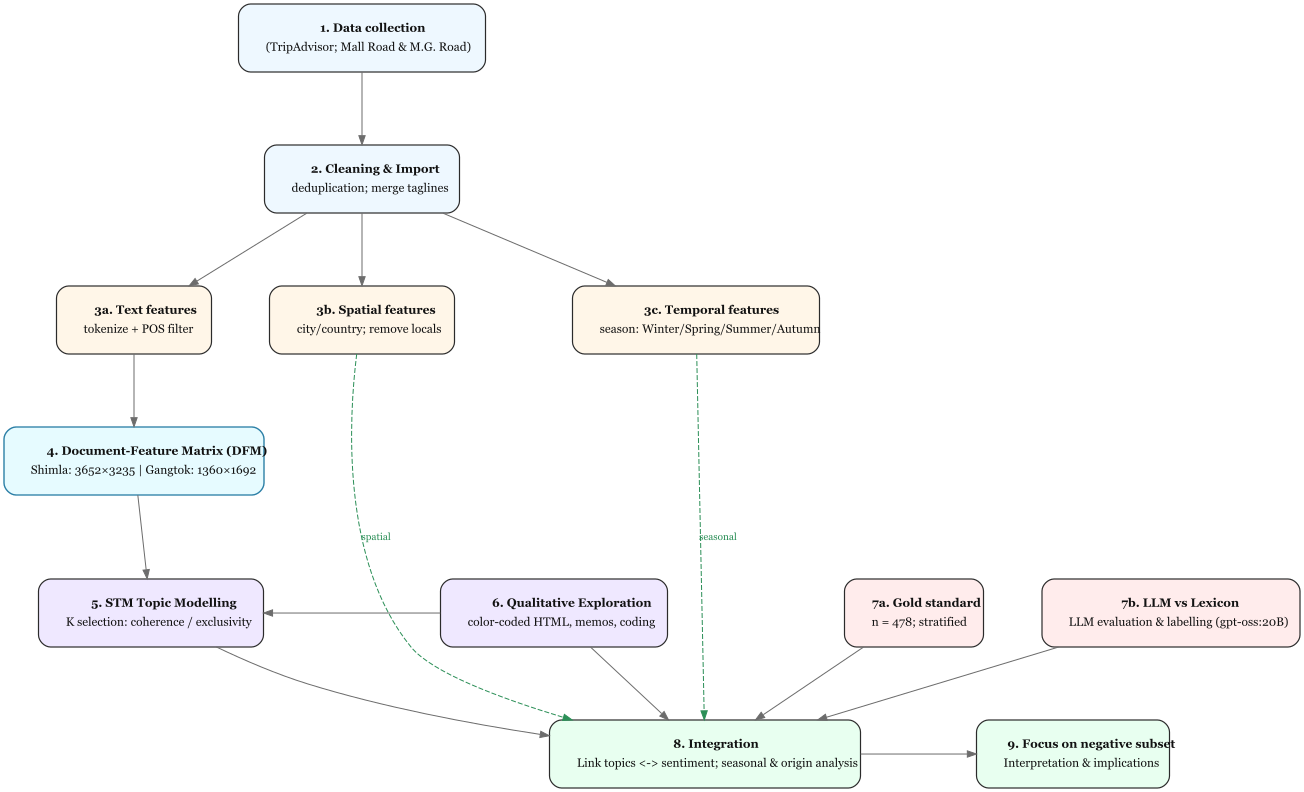 1. Data collection
(TripAdvisor; Mall Road & M.G. Road)
2. Cleaning & Import
deduplication; merge taglines
3a. Text features
tokenize + POS filter
3b. Spatial features
city/country; remove locals
3c. Temporal features
season: Winter/Spring/Summer/Autumn
4. Document-Feature Matrix (DFM)
Shimla: 3652×3235 | Gangtok: 1360×1692
spatial
seasonal
5. STM Topic Modelling
K selection: coherence / exclusivity
6. Qualitative Exploration
color-coded HTML, memos, coding
7a. Gold standard
n = 478; stratified
7b. LLM vs Lexicon
LLM evaluation & labelling (gpt-oss:20B)
8. Integration
Link topics <-> sentiment; seasonal & origin analysis
9. Focus on negative subset
Interpretation & implications